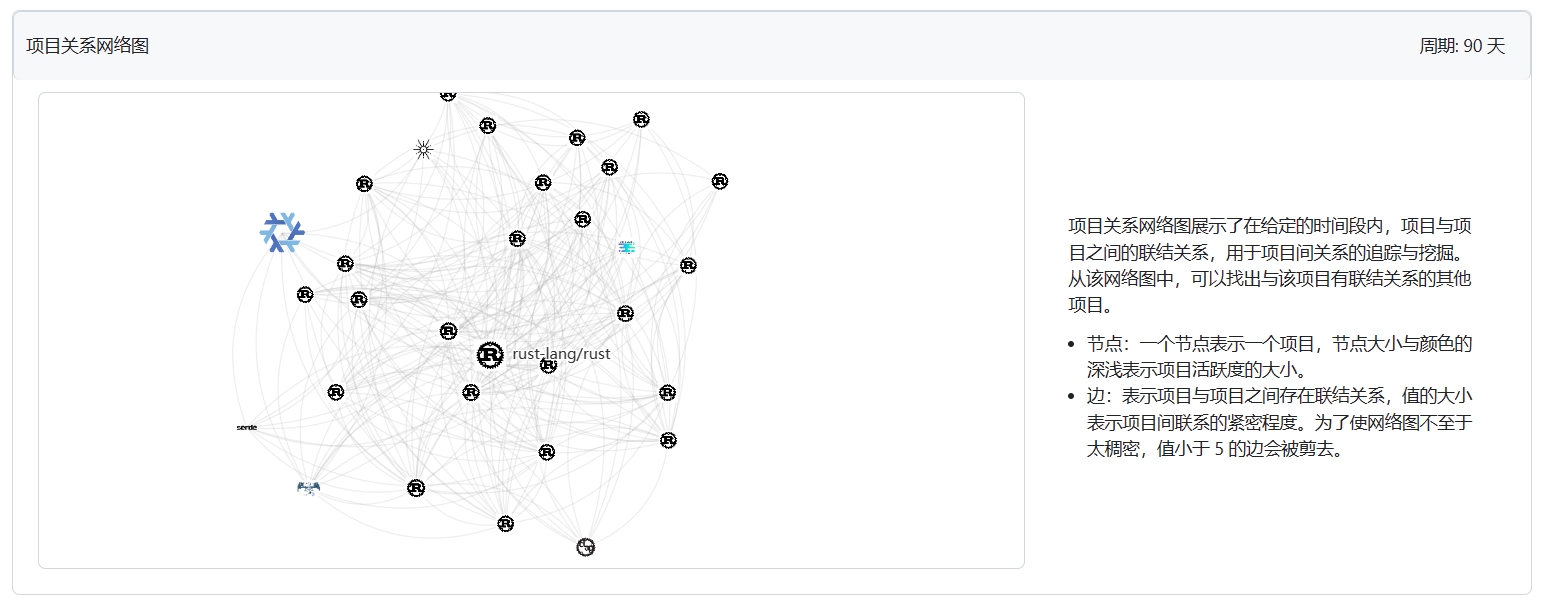 项目关系网络图
周期: 90 天
rust-lang/rust
serde
项目关系网络图展示了在给定的时间段内，项目与项
目之间的联结关系，用于项目间关系的追踪与挖掘。
从该网络图中，可以找出与该项目有联结关系的其他
项目。
• 节点：一个节点表示一个项目，节点大小与颜色的
深浅表示项目活跃度的大小。
• 边：表示项目与项目之间存在联结关系，值的大小
表示项目间联系的紧密程度。为了使网络图不至于
太稠密，值小于 5 的边会被剪去。